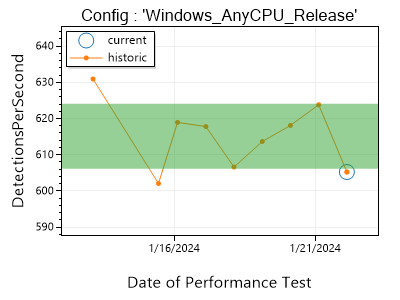 Config : 'Windows_AnyCPU_Release'
current
historic
640
630
620
610
600
590
DetectionsPerSecond
1/16/2024
1/21/2024
Date of Performance Test